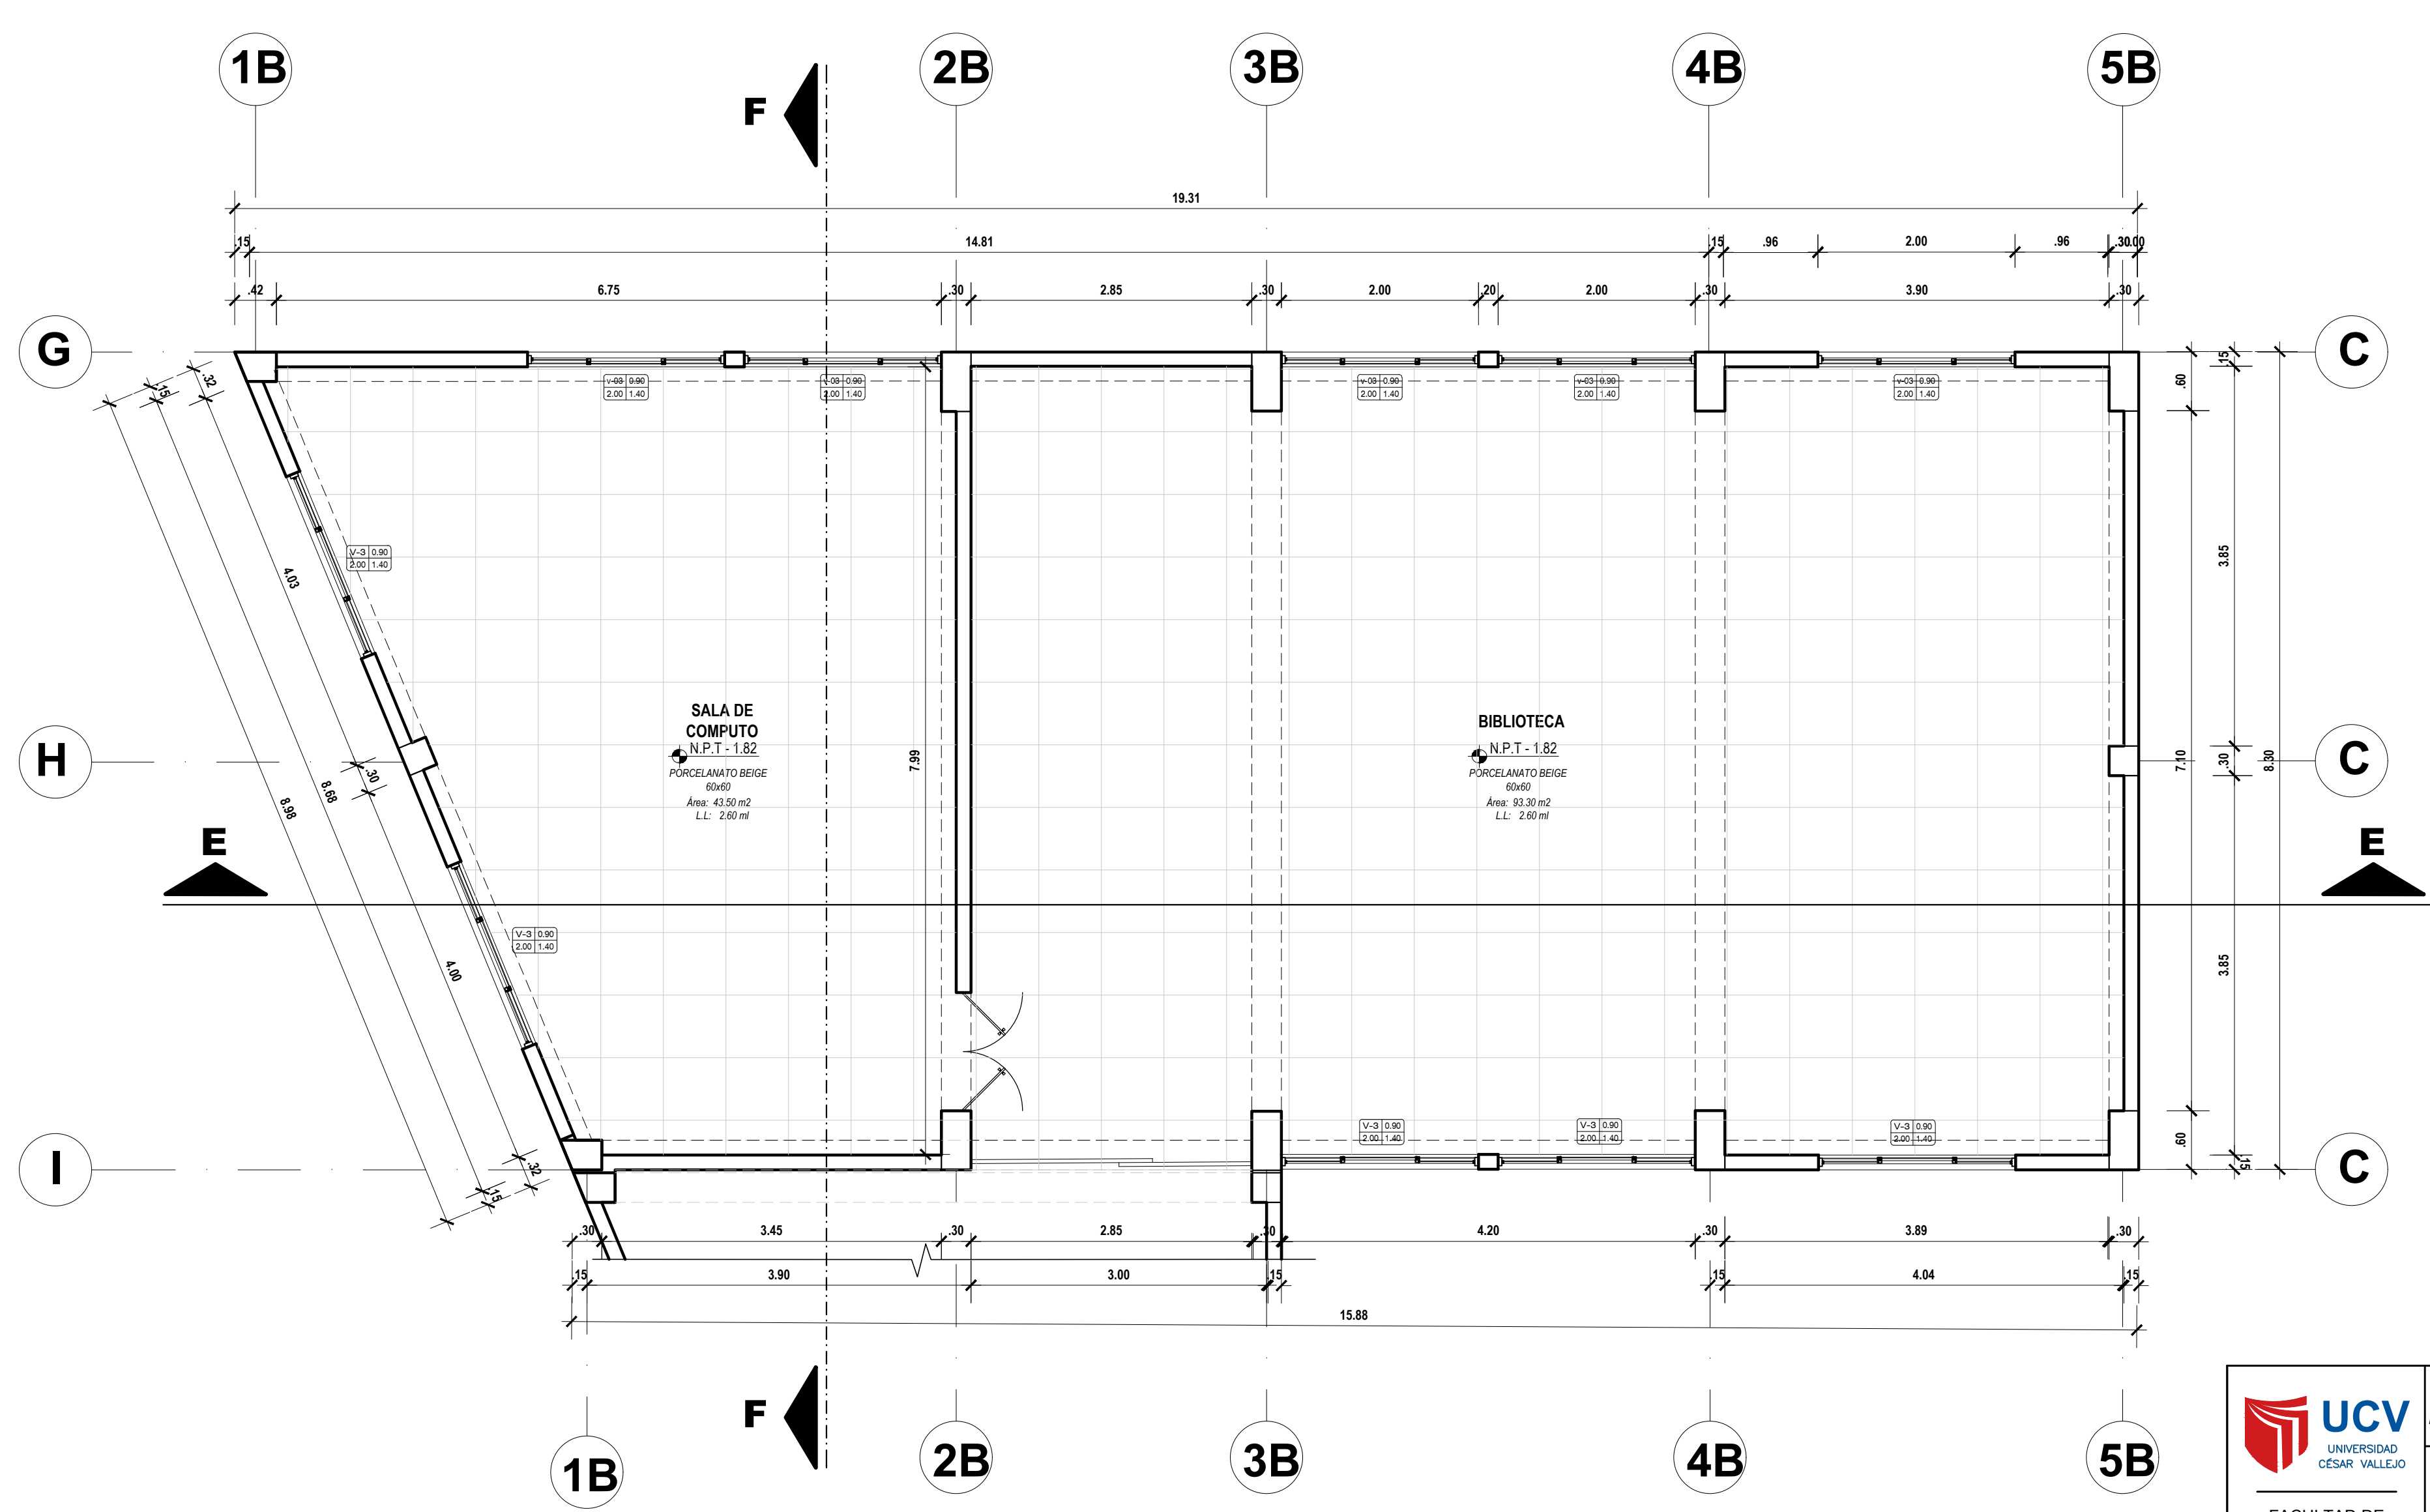 1B
2B
3B
4B
5B
F
19.31
.15
14.81
.15
.96
2.00
.96
.30
.00
.42
6.75
.30
2.85
.30
2.00
.20
2.00
.30
3.90
.30
G
C
.15
.32
.15
.60
v-03 0.90
2.00 1.40
v-03 0.90
2.00 1.40
v-03 0.90
2.00 1.40
v-03 0.90
2.00 1.40
v-03 0.90
2.00 1.40
V-3 0.90
2.00 1.40
4.03
3.85
SALA DE
COMPUTO
N.P.T - 1.82
PORCELANATO BEIGE
60x60
Área: 43.50 m2
L.L: 2.60 ml
7.99
BIBLIOTECA
N.P.T - 1.82
PORCELANATO BEIGE
60x60
Área: 93.30 m2
L.L: 2.60 ml
H
C
.30
8.68
8.98
7.10
.30
8.30
E
E
V-3 0.90
2.00 1.40
4.00
3.85
V-3 0.90
2.00 1.40
V-3 0.90
2.00 1.40
V-3 0.90
2.00 1.40
.60
I
C
.32
.15
.15
.30
3.45
.30
2.85
.30
4.20
.30
3.89
.30
.15
3.90
3.00
.15
.15
4.04
.15
15.88
F
1B
2B
3B
4B
5B
UCV
UNIVERSIDAD
CÉSAR VALLEJO